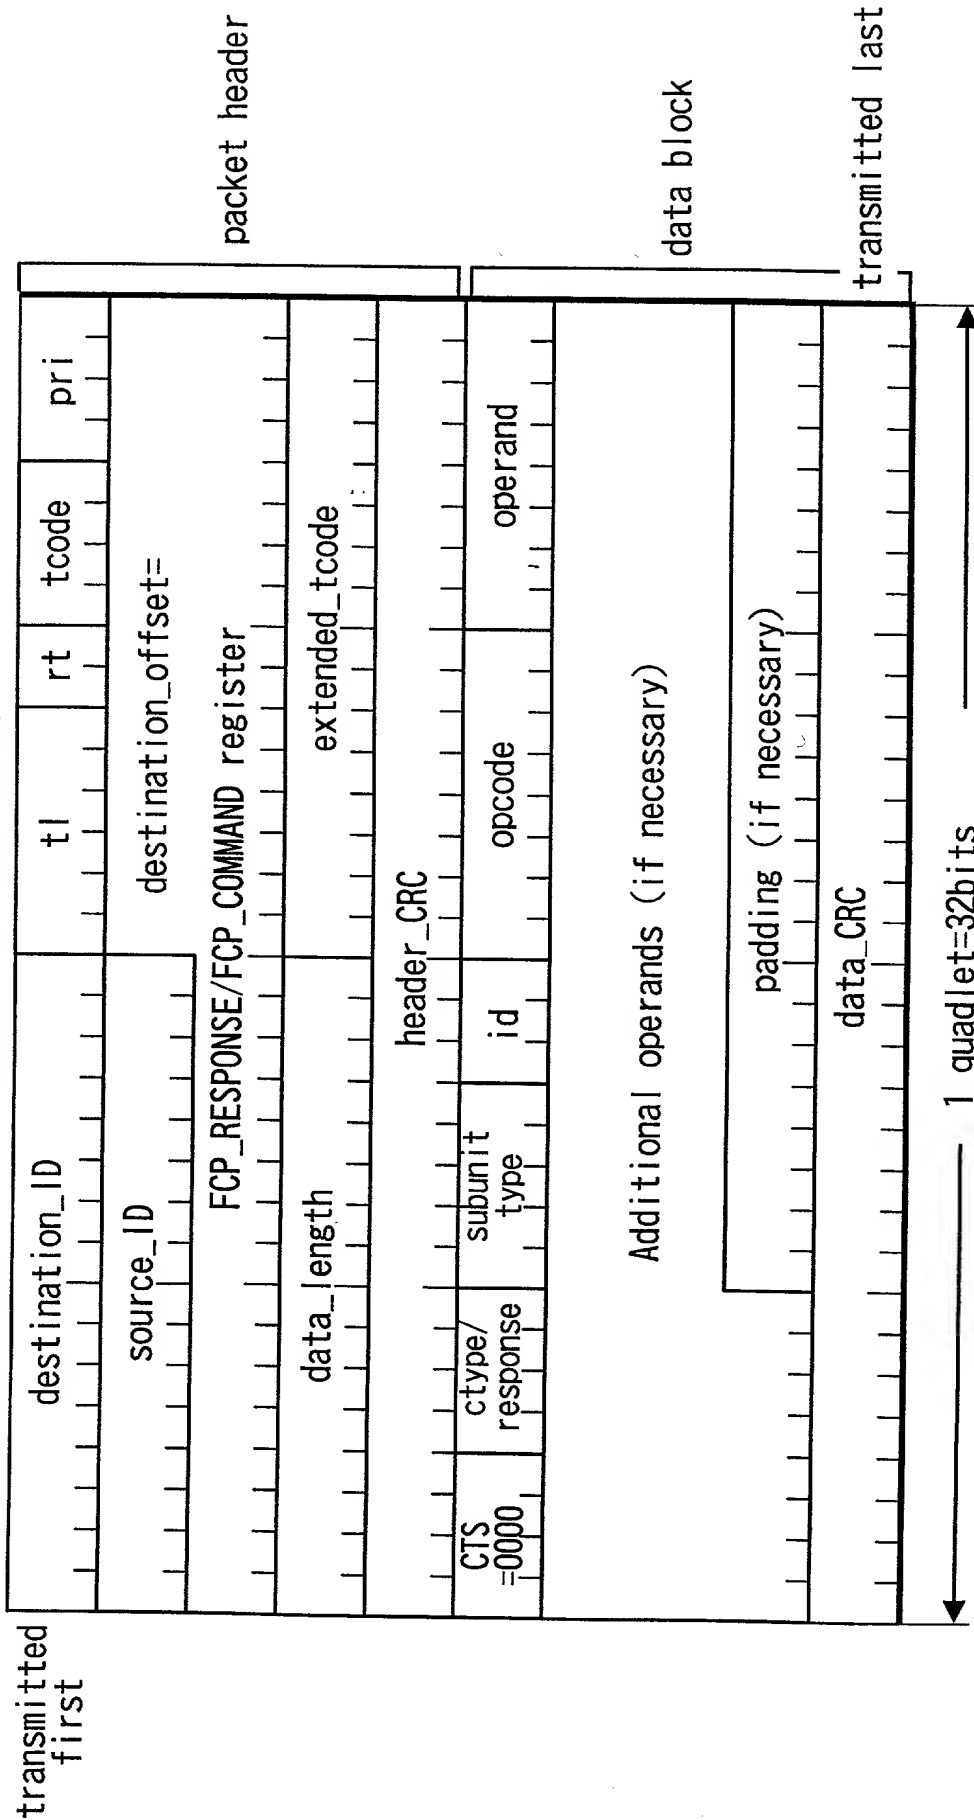 transmitted
first
destination_ID
tl
rt
tcode
pri
source_ID
destination_offset=
FCP_RESPONSE/FCP_COMMAND register
data_length
extended_tcode
header_CRC
packet header
CTS
=0000
ctype/
response
subunit
type
id
opcode
operand
Additional operands (if necessary)
padding (if necessary)
data_CRC
data block
transmitted last
1 quadlet=32bits